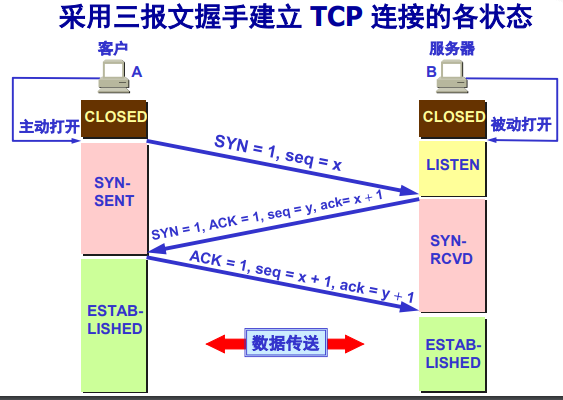 采用三报文握手建立 TCP 连接的各状态
客户
服务器
A
B
CLOSED
CLOSED
主动打开
被动打开
SYN = 1, seq = x
LISTEN
SYN-
SENT
SYN = 1, ACK = 1, seq = y, ack= x + 1
SYN-
RCVD
ACK = 1, seq = x + 1, ack = y + 1
ESTAB-
LISHED
数据传送
ESTAB-
LISHED